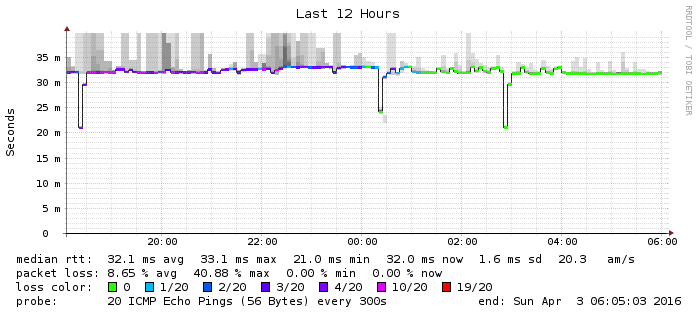 Last 12 Hours
RRDTOOL / TOBI OETIKER
Seconds
35 m
30 m
25 m
20 m
15 m
10 m
5 m
0
20:00 22:00 00:00 02:00 04:00 06:00
median rtt: 32.1 ms avg 33.1 ms max 21.0 ms min 32.0 ms now 1.6 ms sd 20.3 am/s
packet loss: 8.65 % avg 40.88 % max 0.00 % min 0.00 % now
loss color: 0 1/20 2/20 3/20 4/20 10/20 19/20
probe: 20 ICMP Echo Pings (56 Bytes) every 300s end: Sun Apr 3 06:05:03 2016